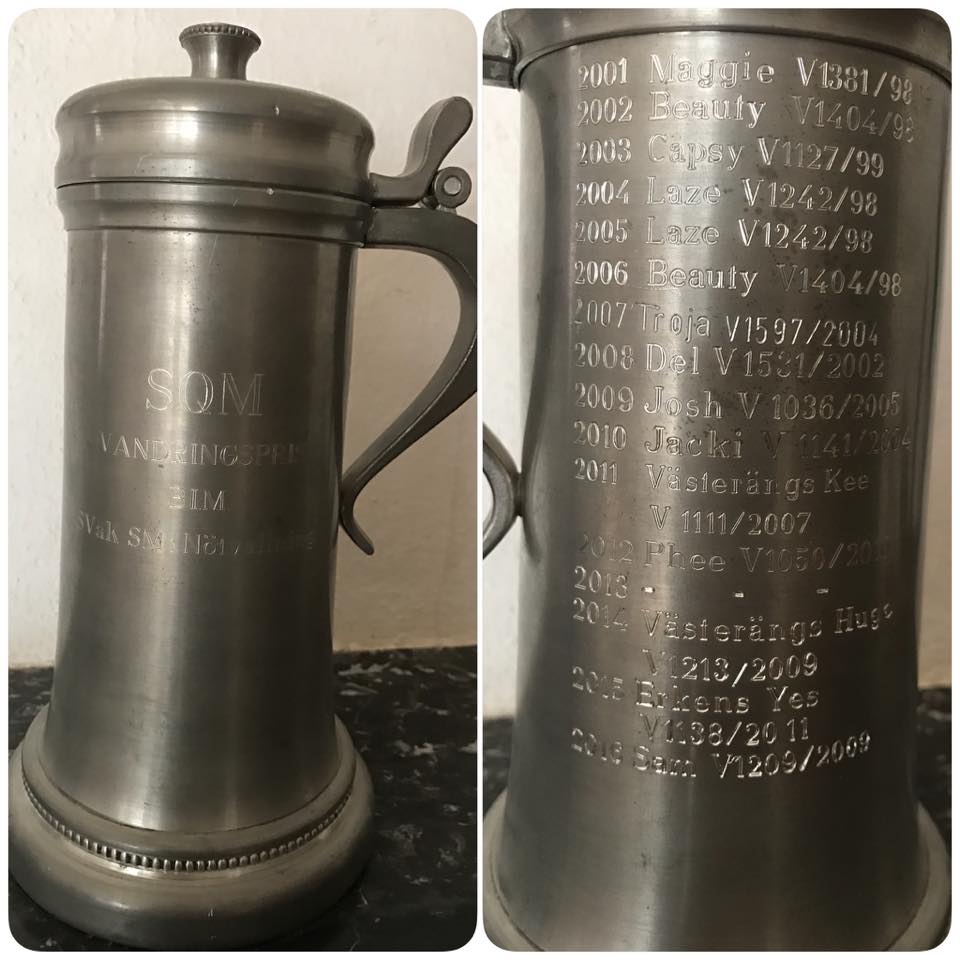 SQM
VANDRINGSPRIS
BIM
SVak SM
2001 Maggie V1381/98
2002 Beauty V1404/98
2003 Capsy V1127/99
2004 Laze V1242/98
2005 Laze V1242/98
2006 Beauty V1404/98
2007 Troja V1597/2004
2008 Del V1531/2002
2009 Josh V1036/2005
2010 Jacki V1141/2004
2011 Västerängs Kee
V 1111/2007
2012 Phee
2013 - - -
2014 Västerängs Hugo
V1213/2009
2015 Erkens Yes
V1138/2011
2016 Sam V1209/2009